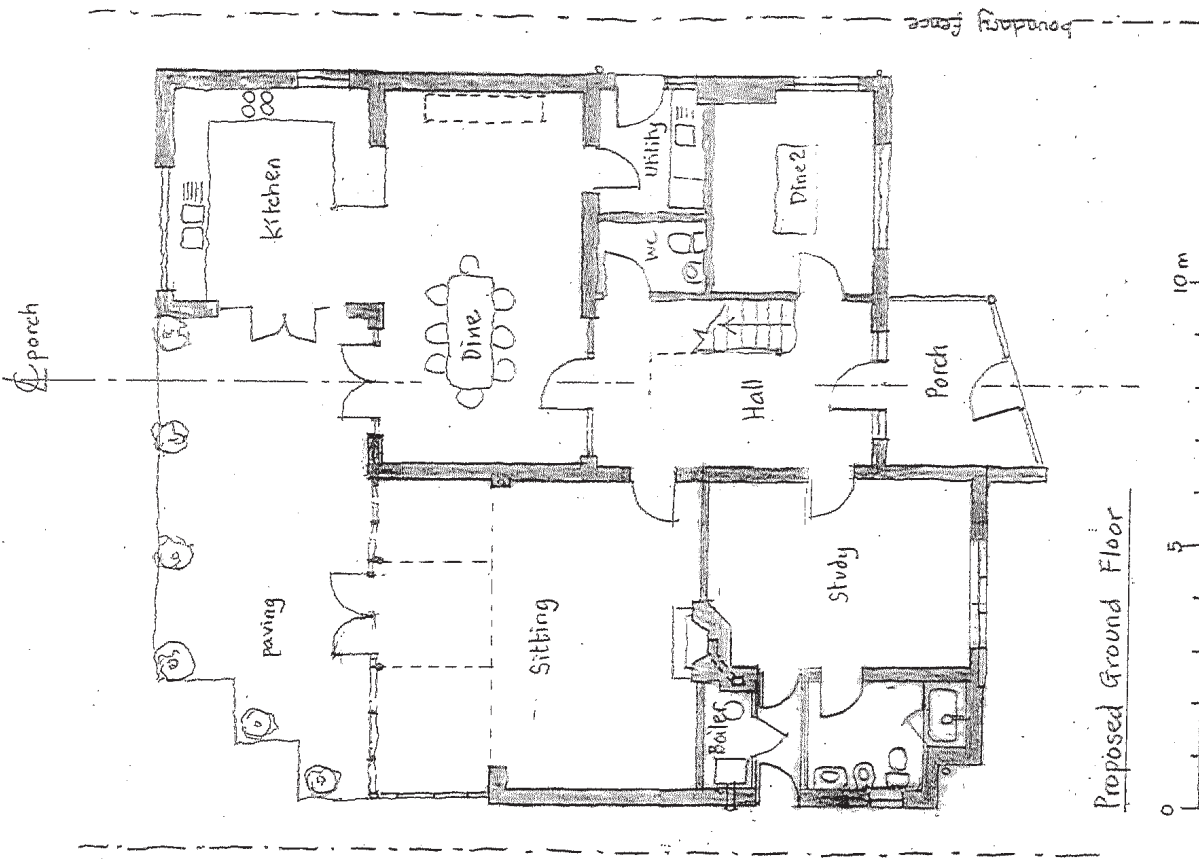 boundary fence
℄ porch
Kitchen
Utility
Dine 2
WC
Dine
Hall
Porch
10 m
paving
Sitting
Study
5
Boiler
Proposed Ground Floor
0